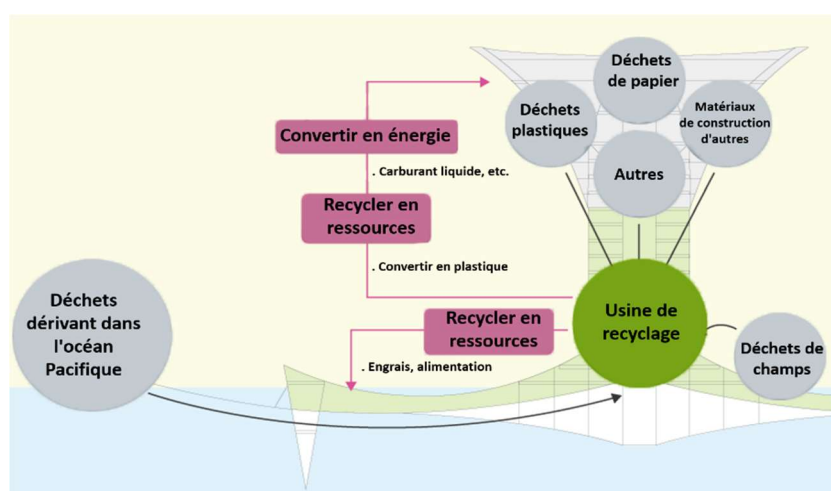 Déchets
de papier
Déchets
plastiques
Matériaux
de construction
d'autres
Autres
Convertir en énergie
. Carburant liquide, etc.
Recycler en
ressources
. Convertir en plastique
Déchets
dérivant dans
l'océan
Pacifique
Usine de
recyclage
Recycler en
ressources
. Engrais, alimentation
Déchets de
champs